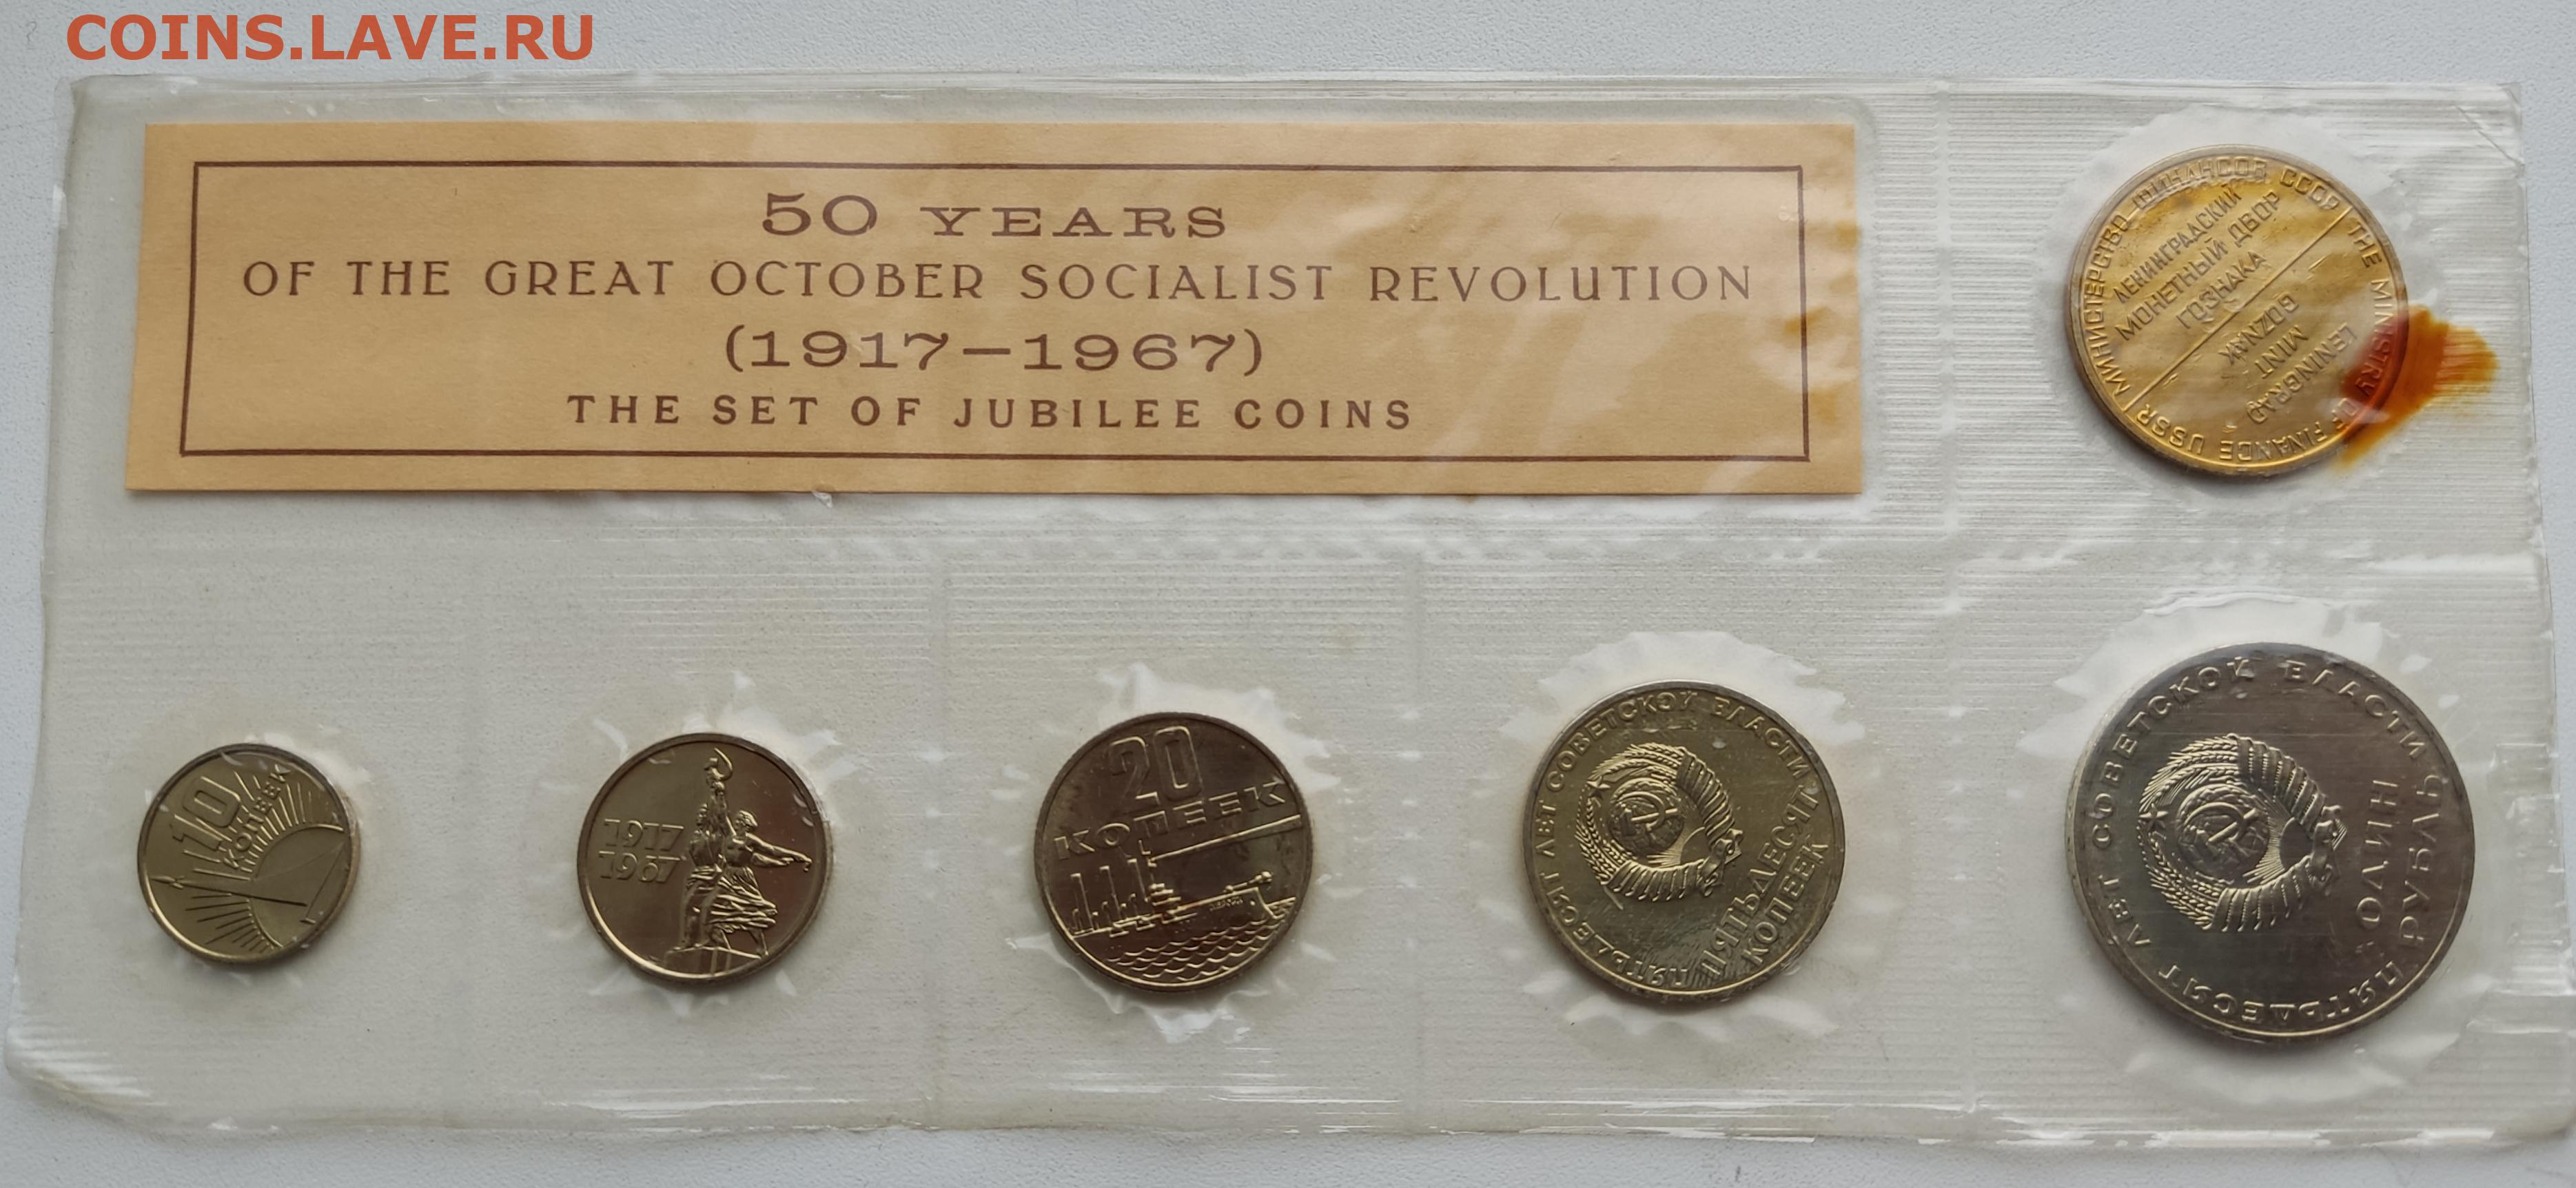 COINS.LAVE.RU
50 YEARS
OF THE GREAT OCTOBER SOCIALIST REVOLUTION
(1917–1967)
THE SET OF JUBILEE COINS
МИНИСТЕРСТВО ФИНАНСОВ СССР
ЛЕНИНГРАДСКИЙ
МОНЕТНЫЙ ДВОР
ГОЗНАКА
THE MINISTRY OF FINANCE USSR
LENINGRAD
MINT
GOZNAK
10
КОПЕЕК
1917
1967
20
КОПЕЕК
ПЯТЬДЕСЯТ ЛЕТ СОВЕТСКОЙ ВЛАСТИ
ПЯТЬДЕСЯТ
КОПЕЕК
ПЯТЬДЕСЯТ ЛЕТ СОВЕТСКОЙ ВЛАСТИ
ОДИН
РУБЛЬ